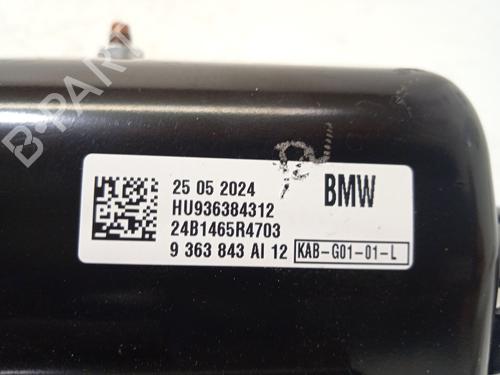 25 05 2024
BMW
HU936384312
24B1465R4703
9 363 843 AI 12
KAB-G01-01-L
B-PARTS